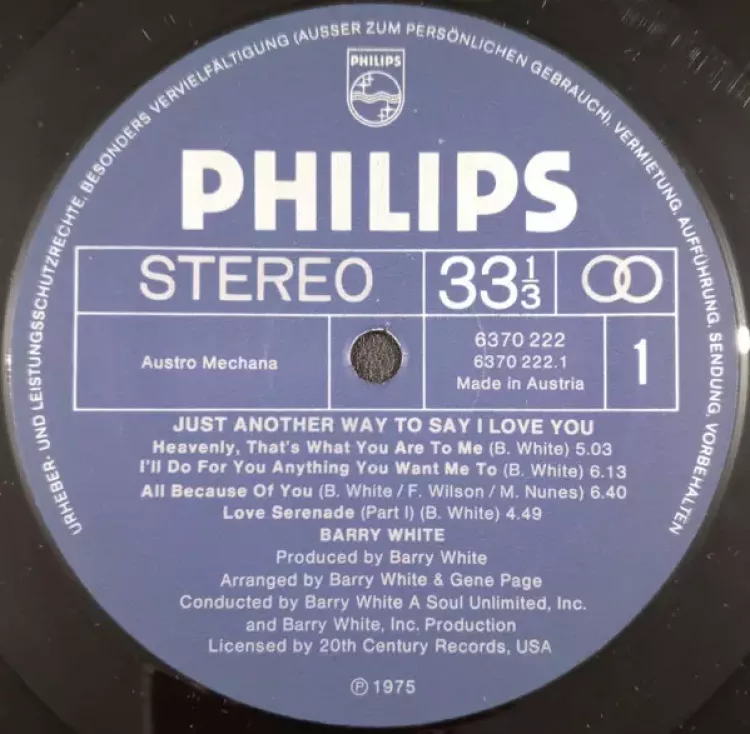 URHEBER- UND LEISTUNGSSCHUTZRECHTE, BESONDERS VERVIELFÄLTIGUNG (AUSSER ZUM PERSÖNLICHEN GEBRAUCH), VERMIETUNG, AUFFÜHRUNG, SENDUNG, VORBEHALTEN
PHILIPS
PHILIPS
STEREO 33 1/3
Austro Mechana
6370 222
6370 222.1
Made in Austria
1
JUST ANOTHER WAY TO SAY I LOVE YOU
Heavenly, That's What You Are To Me (B. White) 5.03
I'll Do For You Anything You Want Me To (B. White) 6.13
All Because Of You (B. White / F. Wilson / M. Nunes) 6.40
Love Serenade (Part I) (B. White) 4.49
BARRY WHITE
Produced by Barry White
Arranged by Barry White & Gene Page
Conducted by Barry White A Soul Unlimited, Inc.
and Barry White, Inc. Production
Licensed by 20th Century Records, USA
℗ 1975